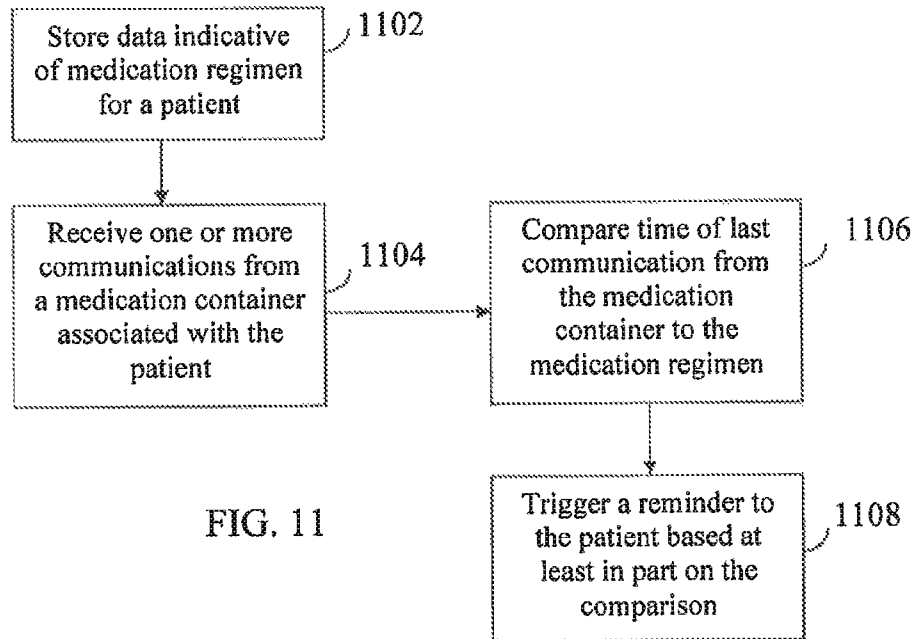 Store data indicative
of medication regimen
for a patient
1102
Receive one or more
communications from
a medication container
associated with the
patient
1104
Compare time of last
communication from
the medication
container to the
medication regimen
1106
Trigger a reminder to
the patient based at
least in part on the
comparison
1108
FIG. 11